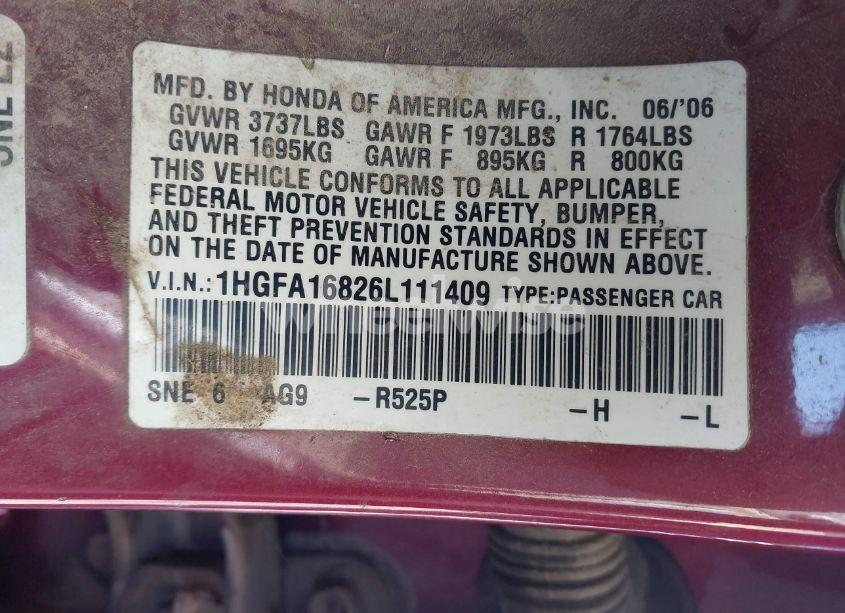 MFD. BY HONDA OF AMERICA MFG., INC. 06/'06
GVWR 3737LBS GAWR F 1973LBS R 1764LBS
GVWR 1695KG GAWR F 895KG R 800KG
THIS VEHICLE CONFORMS TO ALL APPLICABLE
FEDERAL MOTOR VEHICLE SAFETY, BUMPER,
AND THEFT PREVENTION STANDARDS IN EFFECT
ON THE DATE OF MANUFACTURE SHOWN ABOVE.
V.I.N.: 1HGFA16826L111409 TYPE:PASSENGER CAR
wheelwise
SNE 6 AG9 -R525P -H -L